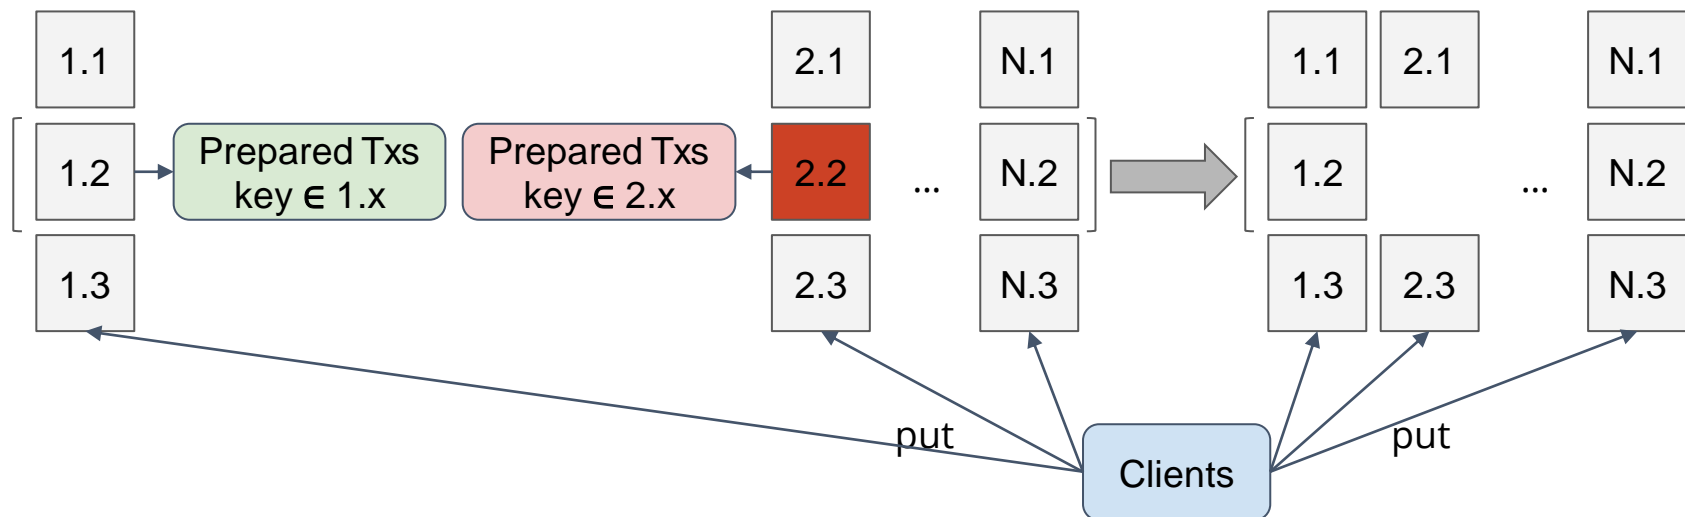 1.1
2.1
N.1
1.1
2.1
N.1
1.2
Prepared Txs
key ∈ 1.x
Prepared Txs
key ∈ 2.x
2.2
...
N.2
1.2
...
N.2
1.3
2.3
N.3
1.3
2.3
N.3
put
put
Clients